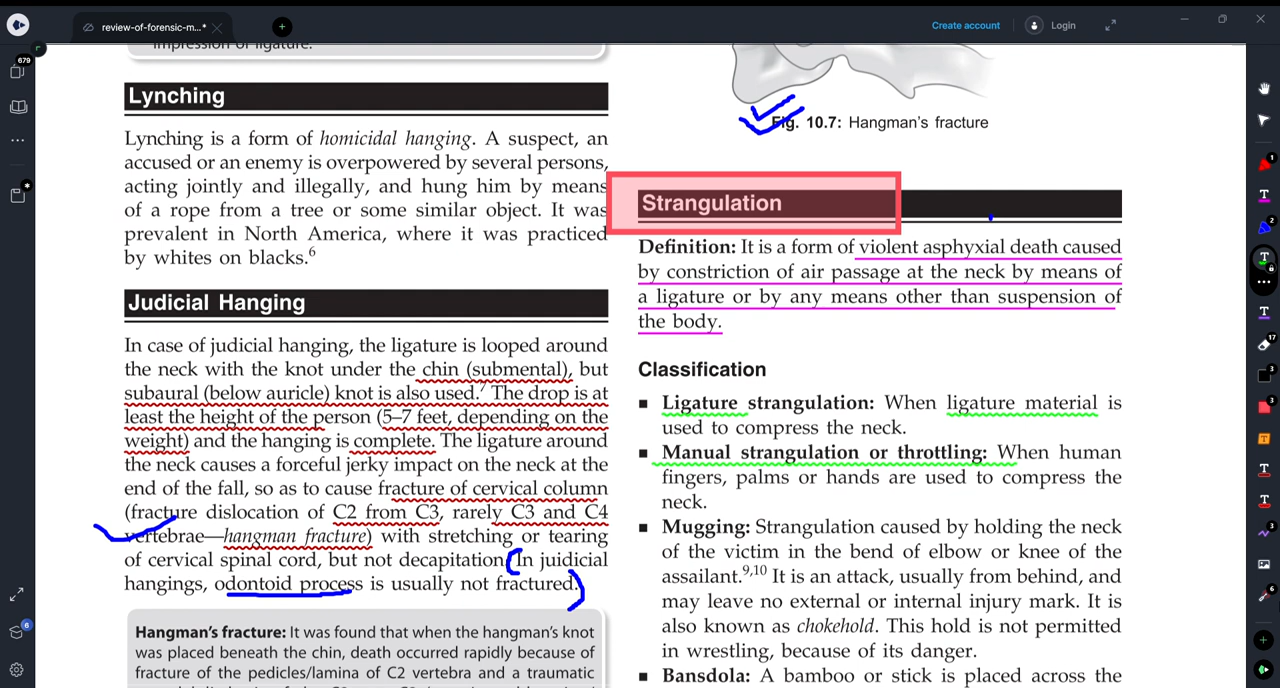 review-of-forensic-m...*
Create account
Login
679
impression of ligature.
Lynching
Lynching is a form of homicidal hanging. A suspect, an
accused or an enemy is overpowered by several persons,
acting jointly and illegally, and hung him by means
of a rope from a tree or some similar object. It was
prevalent in North America, where it was practiced
by whites on blacks.6
Judicial Hanging
In case of judicial hanging, the ligature is looped around
the neck with the knot under the chin (submental), but
subaural (below auricle) knot is also used.7 The drop is at
least the height of the person (5–7 feet, depending on the
weight) and the hanging is complete. The ligature around
the neck causes a forceful jerky impact on the neck at the
end of the fall, so as to cause fracture of cervical column
(fracture dislocation of C2 from C3, rarely C3 and C4
vertebrae—hangman fracture) with stretching or tearing
of cervical spinal cord, but not decapitation. In juidicial
hangings, odontoid process is usually not fractured.
Hangman's fracture: It was found that when the hangman's knot
was placed beneath the chin, death occurred rapidly because of
fracture of the pedicles/lamina of C2 vertebra and a traumatic
Fig. 10.7: Hangman's fracture
Strangulation
Definition: It is a form of violent asphyxial death caused
by constriction of air passage at the neck by means of
a ligature or by any means other than suspension of
the body.
Classification
■ Ligature strangulation: When ligature material is
used to compress the neck.
■ Manual strangulation or throttling: When human
fingers, palms or hands are used to compress the
neck.
■ Mugging: Strangulation caused by holding the neck
of the victim in the bend of elbow or knee of the
assailant.9,10 It is an attack, usually from behind, and
may leave no external or internal injury mark. It is
also known as chokehold. This hold is not permitted
in wrestling, because of its danger.
■ Bansdola: A bamboo or stick is placed across the